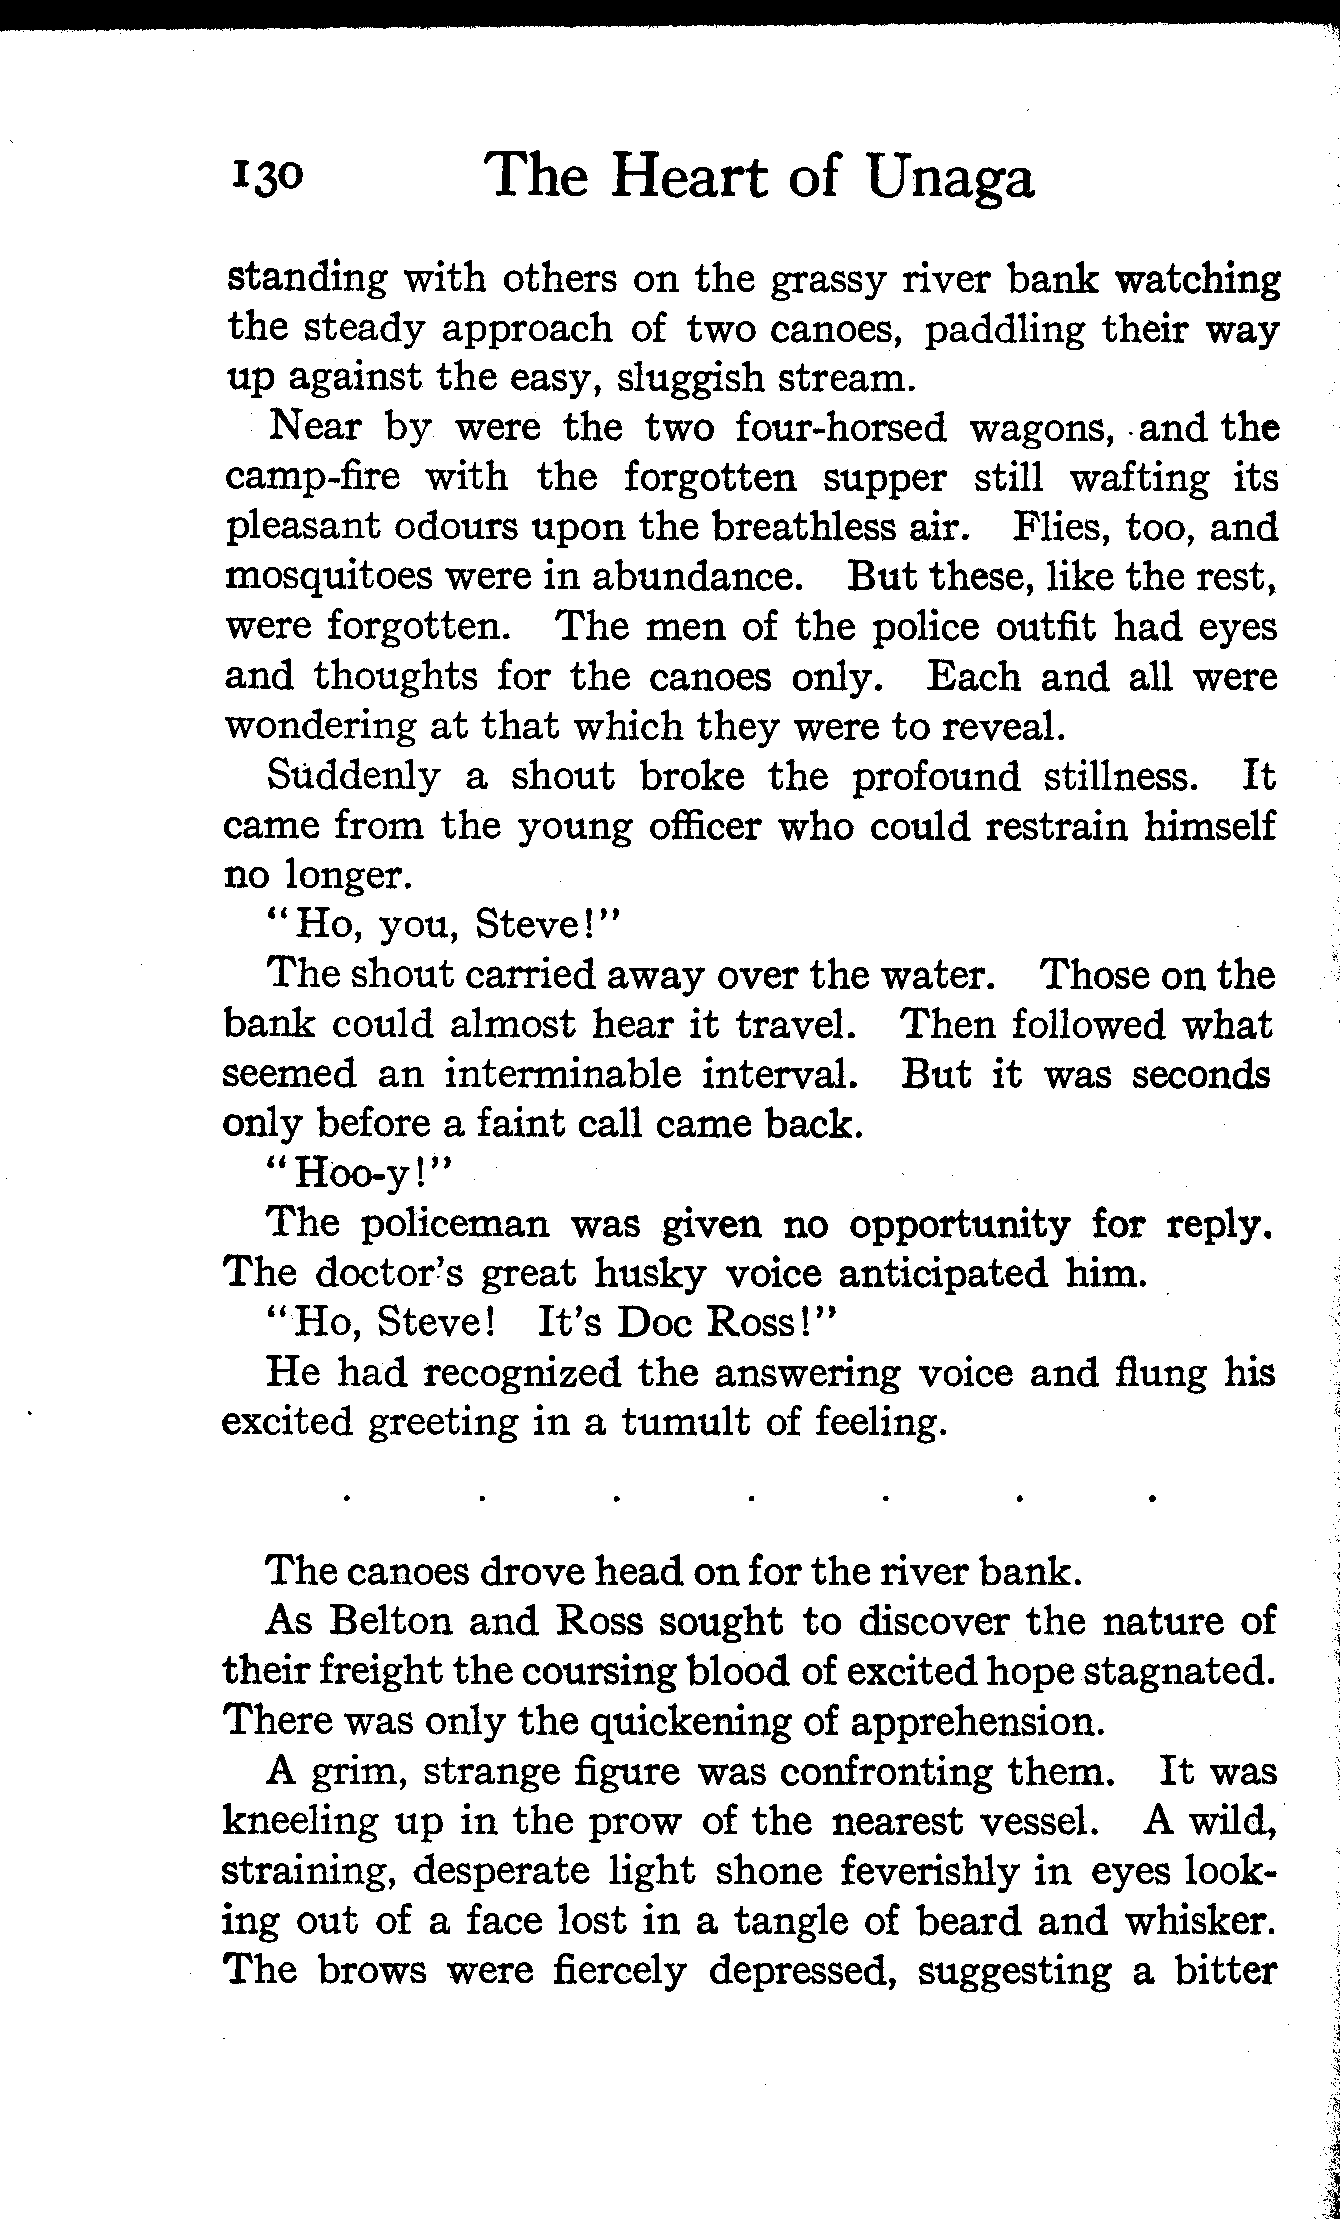 130 The Heart of Unaga
standing with others on the grassy river bank watching
the steady approach of two canoes, paddling their way
up against the easy, sluggish stream.
Near by were the two four-horsed wagons, and the
camp-fire with the forgotten supper still wafting its
pleasant odours upon the breathless air. Flies, too, and
mosquitoes were in abundance. But these, like the rest,
were forgotten. The men of the police outfit had eyes
and thoughts for the canoes only. Each and all were
wondering at that which they were to reveal.
Suddenly a shout broke the profound stillness. It
came from the young officer who could restrain himself
no longer.
"Ho, you, Steve!"
The shout carried away over the water. Those on the
bank could almost hear it travel. Then followed what
seemed an interminable interval. But it was seconds
only before a faint call came back.
"Hoo-y!"
The policeman was given no opportunity for reply.
The doctor's great husky voice anticipated him.
"Ho, Steve! It's Doc Ross!"
He had recognized the answering voice and flung his
excited greeting in a tumult of feeling.
. . . . . . .
The canoes drove head on for the river bank.
As Belton and Ross sought to discover the nature of
their freight the coursing blood of excited hope stagnated.
There was only the quickening of apprehension.
A grim, strange figure was confronting them. It was
kneeling up in the prow of the nearest vessel. A wild,
straining, desperate light shone feverishly in eyes look-
ing out of a face lost in a tangle of beard and whisker.
The brows were fiercely depressed, suggesting a bitter